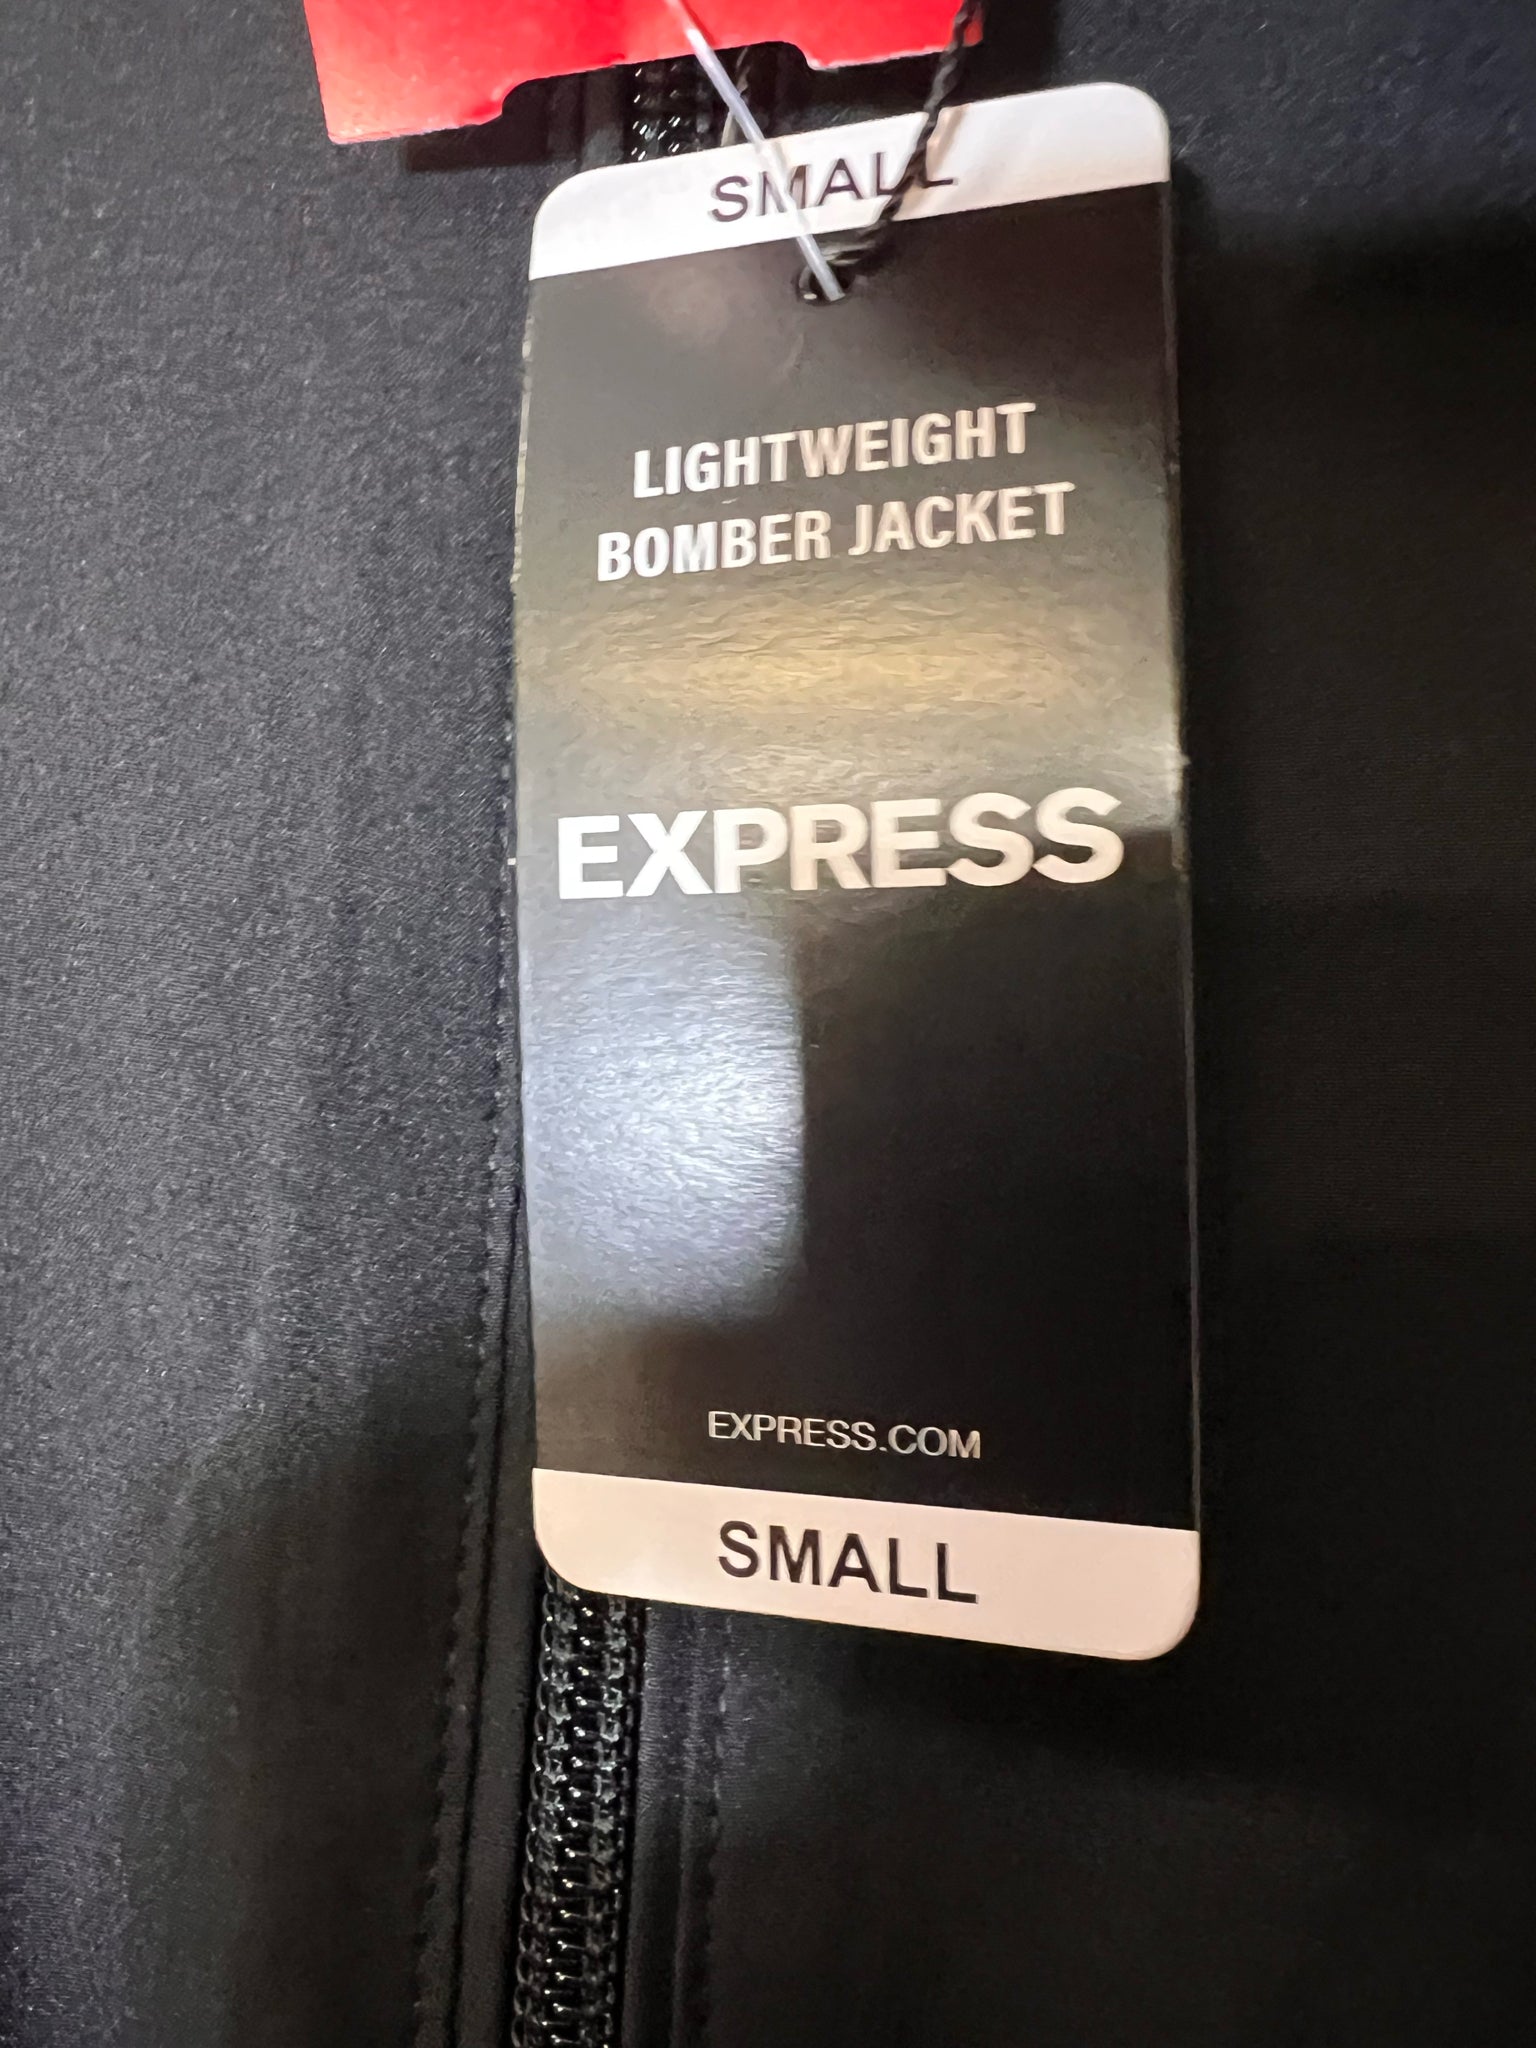 SMALL
LIGHTWEIGHT
BOMBER JACKET
EXPRESS
EXPRESS.COM
SMALL